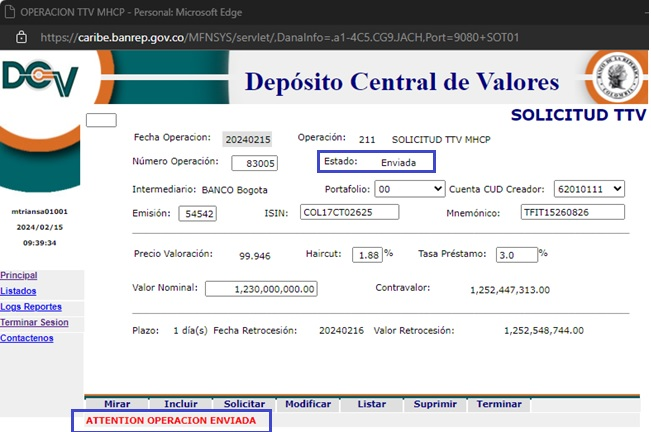 OPERACION TTV MHCP - Personal: Microsoft Edge
https://caribe.banrep.gov.co/MFNSYS/servlet/,DanaInfo=.a1-4C5.CG9.JACH,Port=9080+SOT01
DCV Depósito Central de Valores BANCO DE LA REPUBLICA COLOMBIA
SOLICITUD TTV
Fecha Operacion: 20240215 Operación: 211 SOLICITUD TTV MHCP
Número Operación: 83005 Estado: Enviada
Intermediario: BANCO Bogota Portafolio: 00 Cuenta CUD Creador: 62010111
Emisión: 54542 ISIN: COL17CT02625 Mnemónico: TFIT15260826
mtriansa01001
2024/02/15
09:39:34
Precio Valoración: 99.946 Haircut: 1.88 % Tasa Préstamo: 3.0 %
Valor Nominal: 1,230,000,000.00 Contravalor: 1,252,447,313.00
Plazo: 1 día(s) Fecha Retrocesión: 20240216 Valor Retrocesión: 1,252,548,744.00
Principal
Listados
Logs Reportes
Terminar Sesion
Contactenos
Mirar Incluir Solicitar Modificar Listar Suprimir Terminar
ATTENTION OPERACION ENVIADA